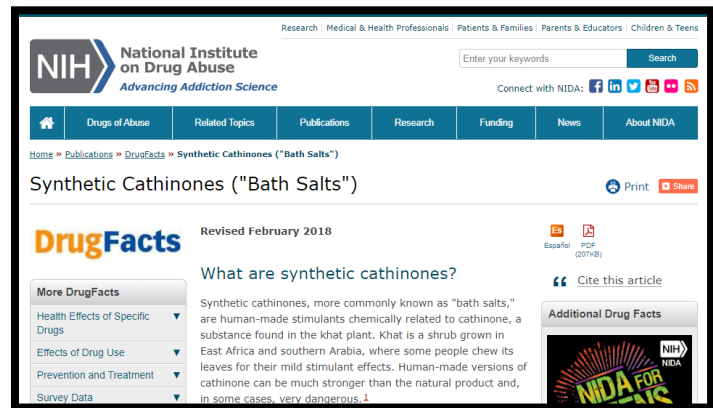 Research | Medical & Health Professionals | Patients & Families | Parents & Educators | Children & Teens
NIH
National Institute
on Drug Abuse
Advancing Addiction Science
Enter your keywords
Search
Connect with NIDA:
Home » Publications » DrugFacts » Synthetic Cathinones ("Bath Salts")
Drugs of Abuse
Related Topics
Publications
Research
Funding
News
About NIDA
Synthetic Cathinones ("Bath Salts")
Print
Share
DrugFacts
More DrugFacts
Health Effects of Specific
Drugs
Effects of Drug Use
Prevention and Treatment
Survey Data
Revised February 2018
What are synthetic cathinones?
Synthetic cathinones, more commonly known as "bath salts,"
are human-made stimulants chemically related to cathinone, a
substance found in the khat plant. Khat is a shrub grown in
East Africa and southern Arabia, where some people chew its
leaves for their mild stimulant effects. Human-made versions of
cathinone can be much stronger than the natural product and,
in some cases, very dangerous.1
Es
Español
PDF
(207KB)
Cite this article
Additional Drug Facts
NIH
NIDA
NIDA FOR
TEENS